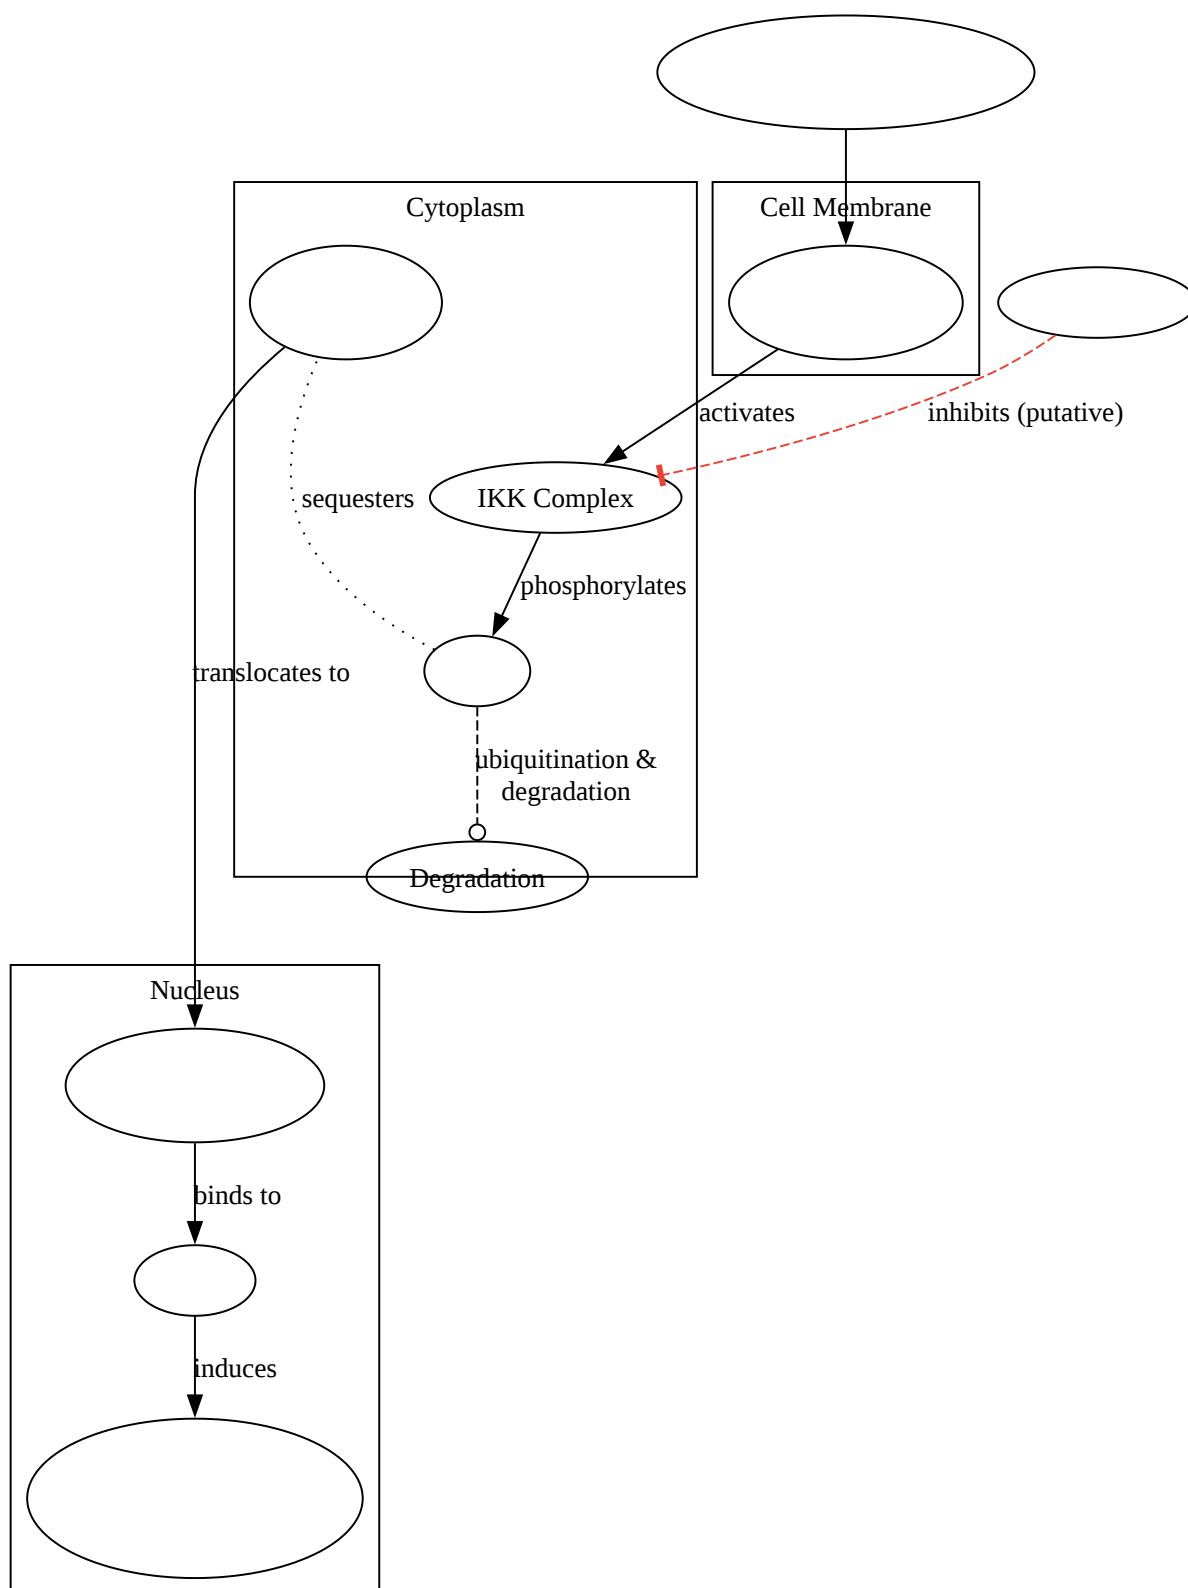 Cytoplasm
Cell Membrane
activates
inhibits (putative)
sequesters
IKK Complex
phosphorylates
translocates to
ubiquitination &
degradation
Degradation
Nucleus
binds to
induces